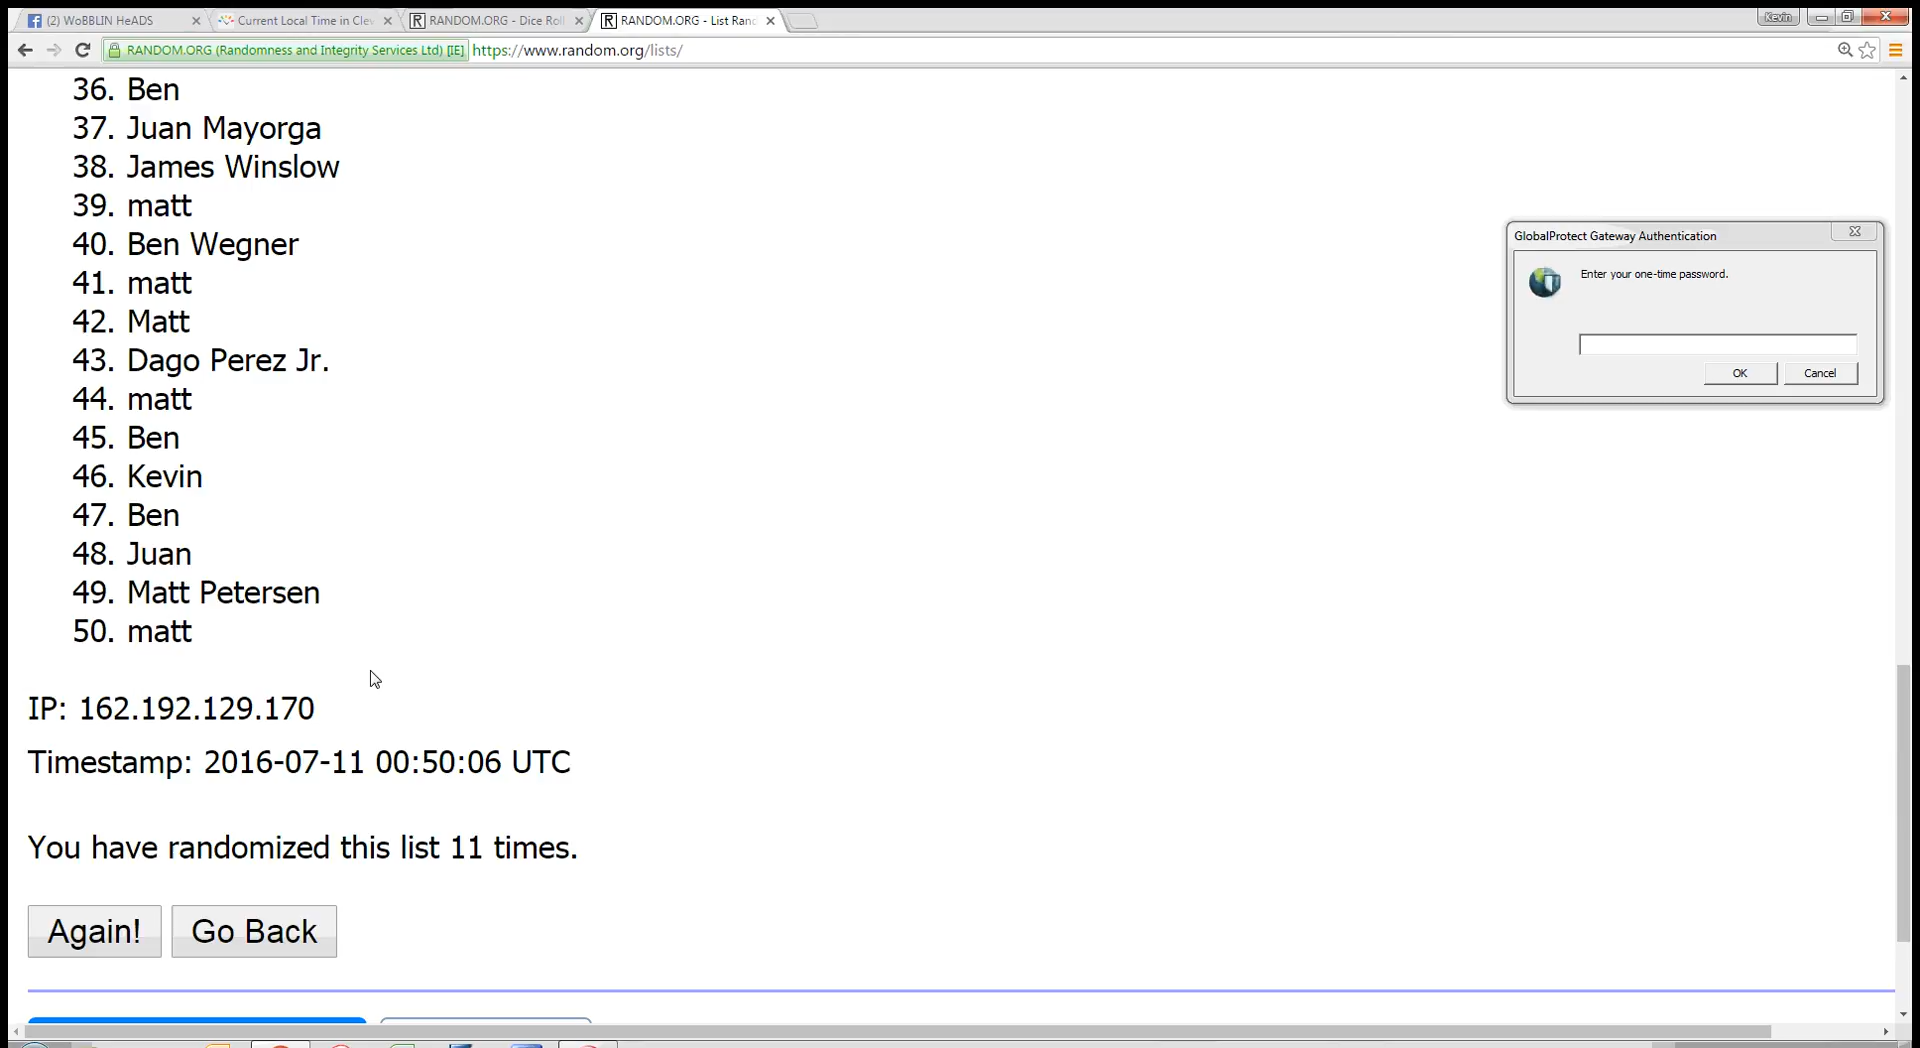 (2) WoBBLIN HeADS
Current Local Time in Clev
RANDOM.ORG - Dice Roll
RANDOM.ORG - List Ran
Kevin
RANDOM.ORG (Randomness and Integrity Services Ltd) [IE]
https://www.random.org/lists/
36. Ben
37. Juan Mayorga
38. James Winslow
39. matt
40. Ben Wegner
41. matt
42. Matt
43. Dago Perez Jr.
44. matt
45. Ben
46. Kevin
47. Ben
48. Juan
49. Matt Petersen
50. matt
IP: 162.192.129.170
Timestamp: 2016-07-11 00:50:06 UTC
You have randomized this list 11 times.
Again!
Go Back
GlobalProtect Gateway Authentication
Enter your one-time password.
OK
Cancel